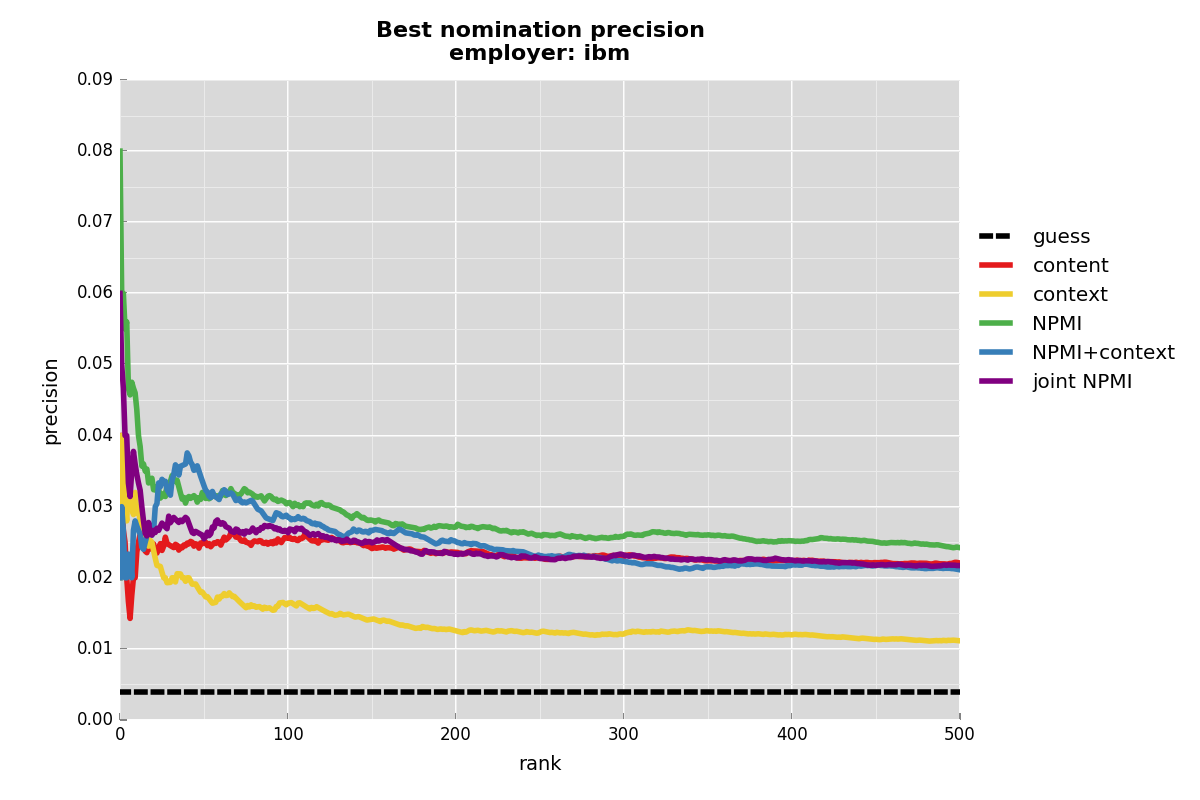 Best nomination precision
employer: ibm
precision
0.09
0.08
0.07
0.06
0.05
0.04
0.03
0.02
0.01
0.00
0
100
200
300
400
500
rank
guess
content
context
NPMI
NPMI+context
joint NPMI